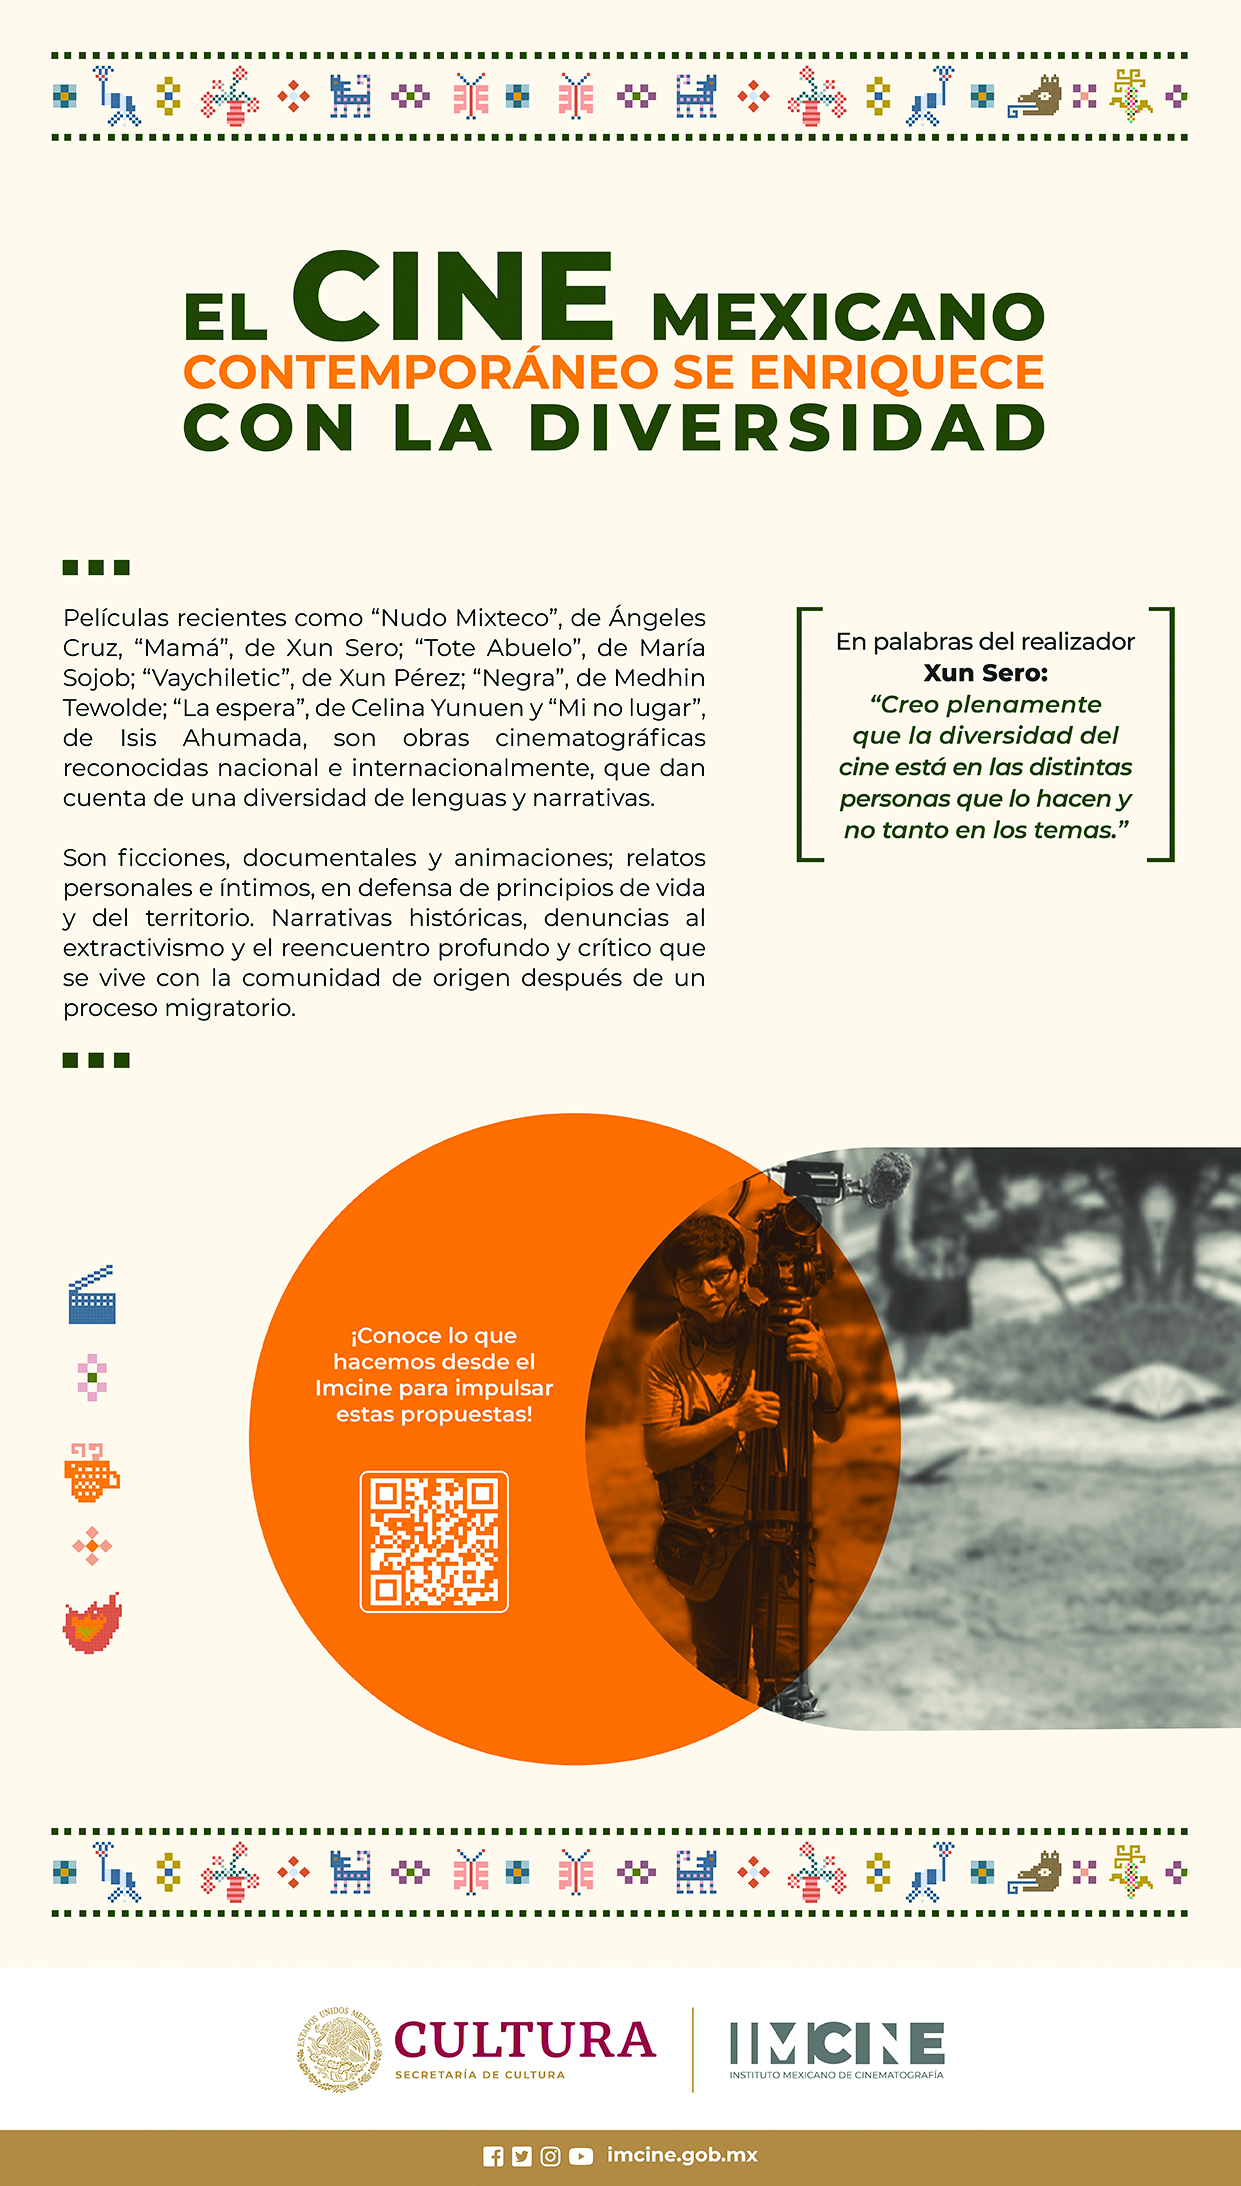 EL CINE MEXICANO
CONTEMPORÁNEO SE ENRIQUECE
CON LA DIVERSIDAD
Películas recientes como “Nudo Mixteco”, de Ángeles
Cruz, “Mamá”, de Xun Sero; “Tote Abuelo”, de María
Sojob; “Vaychiletic”, de Xun Pérez; “Negra”, de Medhin
Tewolde; “La espera”, de Celina Yunuen y “Mi no lugar”,
de Isis Ahumada, son obras cinematográficas
reconocidas nacional e internacionalmente, que dan
cuenta de una diversidad de lenguas y narrativas.
Son ficciones, documentales y animaciones; relatos
personales e íntimos, en defensa de principios de vida
y del territorio. Narrativas históricas, denuncias al
extractivismo y el reencuentro profundo y crítico que
se vive con la comunidad de origen después de un
proceso migratorio.
En palabras del realizador
Xun Sero:
“Creo plenamente
que la diversidad del
cine está en las distintas
personas que lo hacen y
no tanto en los temas.”
¡Conoce lo que
hacemos desde el
Imcine para impulsar
estas propuestas!
ESTADOS UNIDOS MEXICANOS
CULTURA
SECRETARÍA DE CULTURA
IMCINE
INSTITUTO MEXICANO DE CINEMATOGRAFÍA
imcine.gob.mx